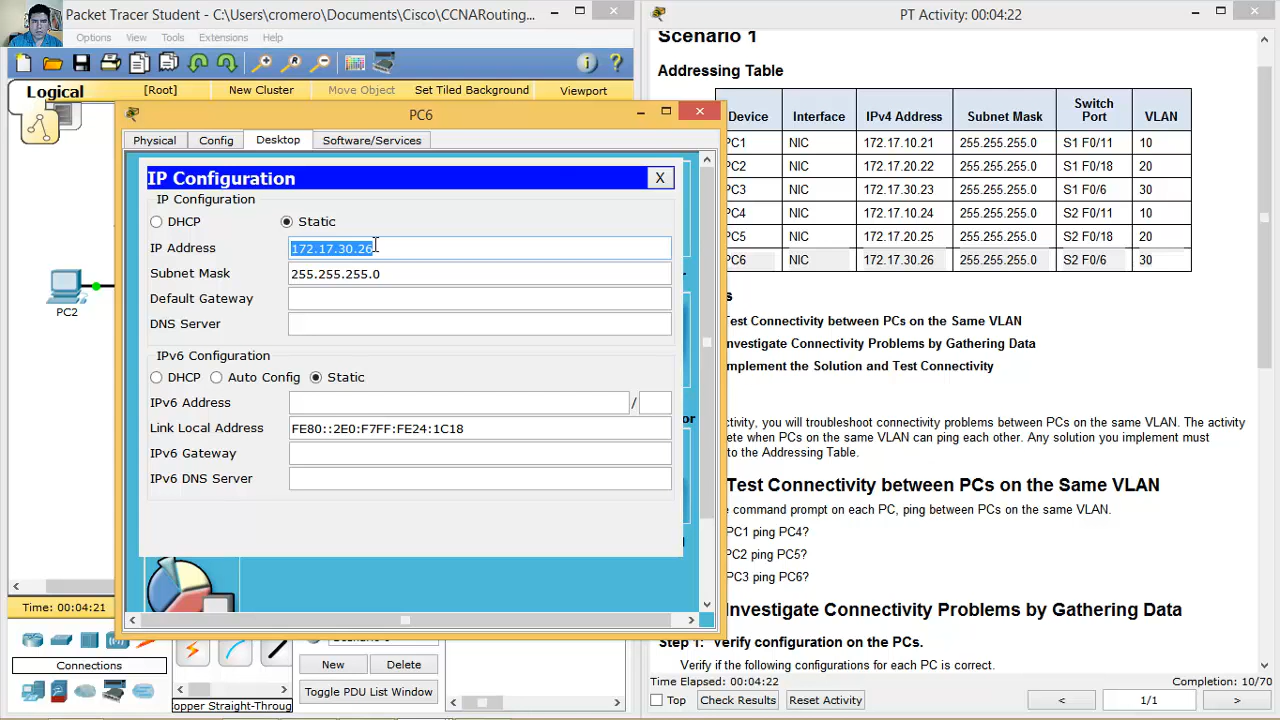 Packet Tracer Student - C:\Users\cromero\Documents\Cisco\CCNARouting...
Options View Tools Extensions Help
Logical [Root] New Cluster Move Object Set Tiled Background Viewport
PC2
PC6
Physical Config Desktop Software/Services
IP Configuration X
IP Configuration
DHCP Static
IP Address 172.17.30.26
Subnet Mask 255.255.255.0
Default Gateway
DNS Server
IPv6 Configuration
DHCP Auto Config Static
IPv6 Address /
Link Local Address FE80::2E0:F7FF:FE24:1C18
IPv6 Gateway
IPv6 DNS Server
Time: 00:04:21
Connections
New Delete
Toggle PDU List Window
opper Straight-Throug
PT Activity: 00:04:22
Scenario 1
Addressing Table
Device Interface IPv4 Address Subnet Mask Switch Port VLAN
PC1 NIC 172.17.10.21 255.255.255.0 S1 F0/11 10
PC2 NIC 172.17.20.22 255.255.255.0 S1 F0/18 20
PC3 NIC 172.17.30.23 255.255.255.0 S1 F0/6 30
PC4 NIC 172.17.10.24 255.255.255.0 S2 F0/11 10
PC5 NIC 172.17.20.25 255.255.255.0 S2 F0/18 20
PC6 NIC 172.17.30.26 255.255.255.0 S2 F0/6 30
s
Test Connectivity between PCs on the Same VLAN
nvestigate Connectivity Problems by Gathering Data
mplement the Solution and Test Connectivity
ctivity, you will troubleshoot connectivity problems between PCs on the same VLAN. The activity
ete when PCs on the same VLAN can ping each other. Any solution you implement must
to the Addressing Table.
Test Connectivity between PCs on the Same VLAN
e command prompt on each PC, ping between PCs on the same VLAN.
PC1 ping PC4?
PC2 ping PC5?
PC3 ping PC6?
Investigate Connectivity Problems by Gathering Data
Step 1: Verify configuration on the PCs.
Verify if the following configurations for each PC is correct.
Time Elapsed: 00:04:22 Completion: 10/70
Top Check Results Reset Activity < 1/1 >